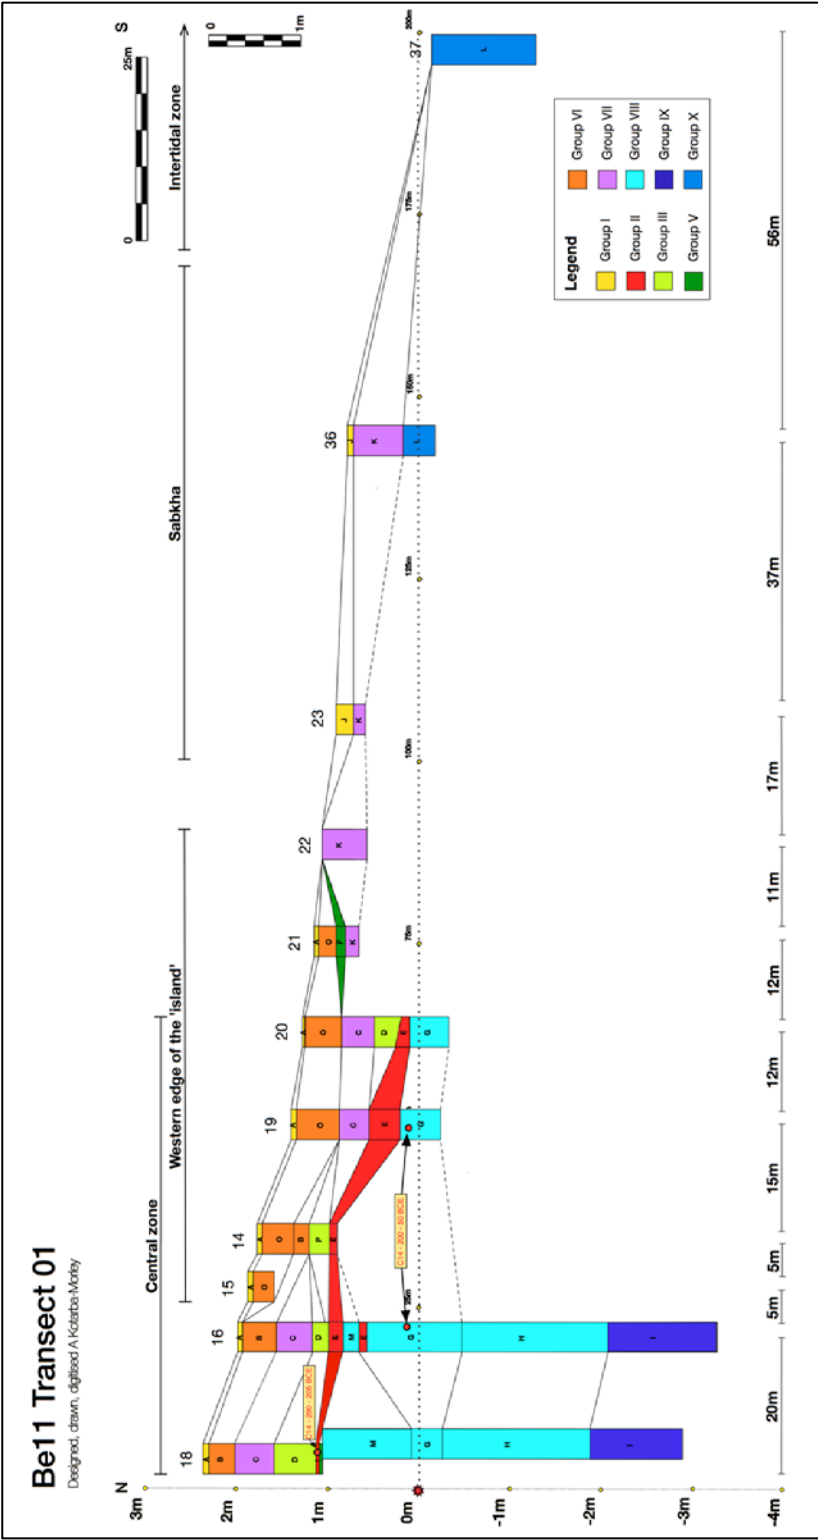 Be11 Transect 01
Designed, drawn, digitised A Kotarba-Morley
N
S
0
25m
0
1m
Central zone
Western edge of the 'island'
Sabkha
Intertidal zone
18
16
15
14
19
20
21
22
23
36
37
3m
2m
1m
0m
-1m
-2m
-3m
-4m
A
B
C
D
M
G
H
I
A
B
C
D
E
M
E
G
H
I
A
O
A
O
B
P
E
A
O
C
E
G
A
O
C
D
E
G
A
O
F
K
K
J
K
J
K
L
L
C14 - 200 - 50 BCE
25m
75m
100m
125m
150m
175m
200m
Legend
Group I
Group II
Group III
Group V
Group VI
Group VII
Group VIII
Group IX
Group X
20m
5m
5m
15m
12m
12m
11m
17m
37m
56m